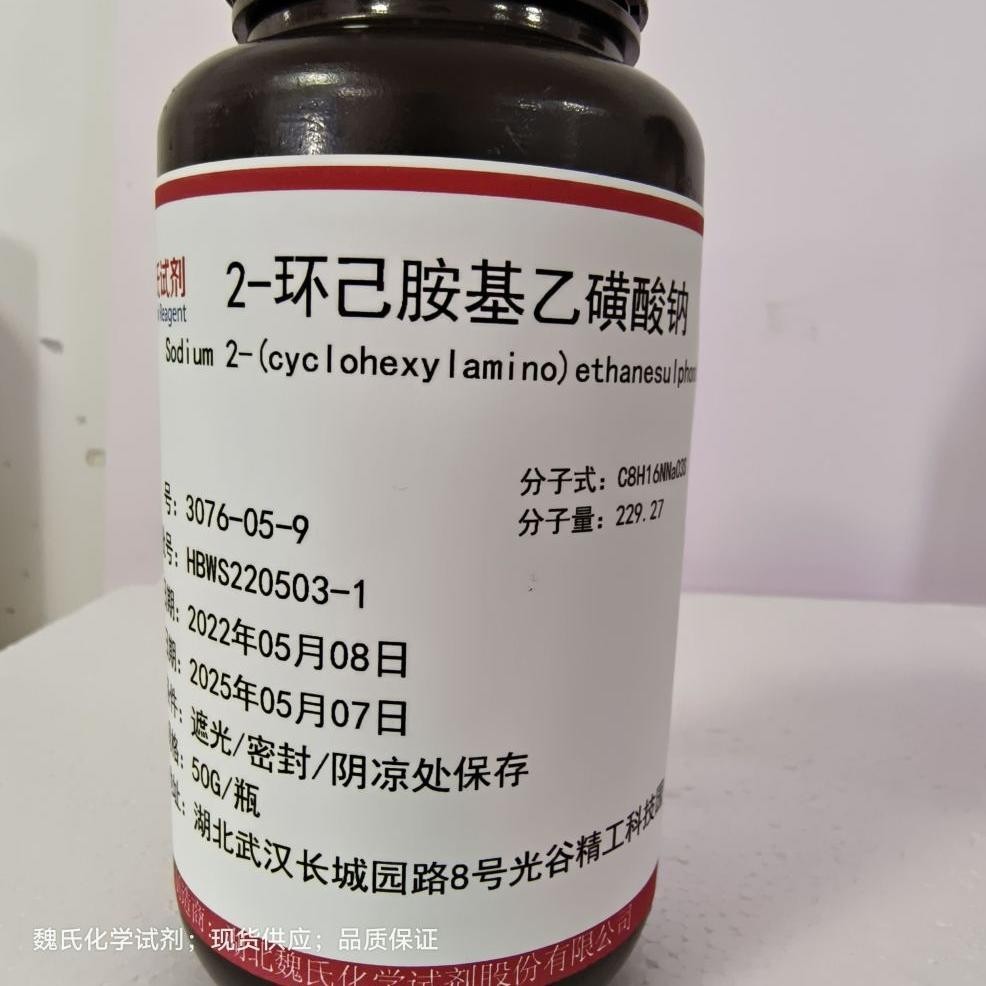 试剂
Reagent
2-环己胺基乙磺酸钠
Sodium 2-(cyclohexylamino)ethanesulphon
分子式: C8H16NNaO3S
分子量: 229.27
号: 3076-05-9
号: HBWS220503-1
期: 2022年05月08日
期: 2025年05月07日
件: 遮光/密封/阴凉处保存
格: 50G/瓶
址: 湖北武汉长城园路8号光谷精工科技园
湖北魏氏化学试剂股份有限公司
魏氏化学试剂；现货供应；品质保证